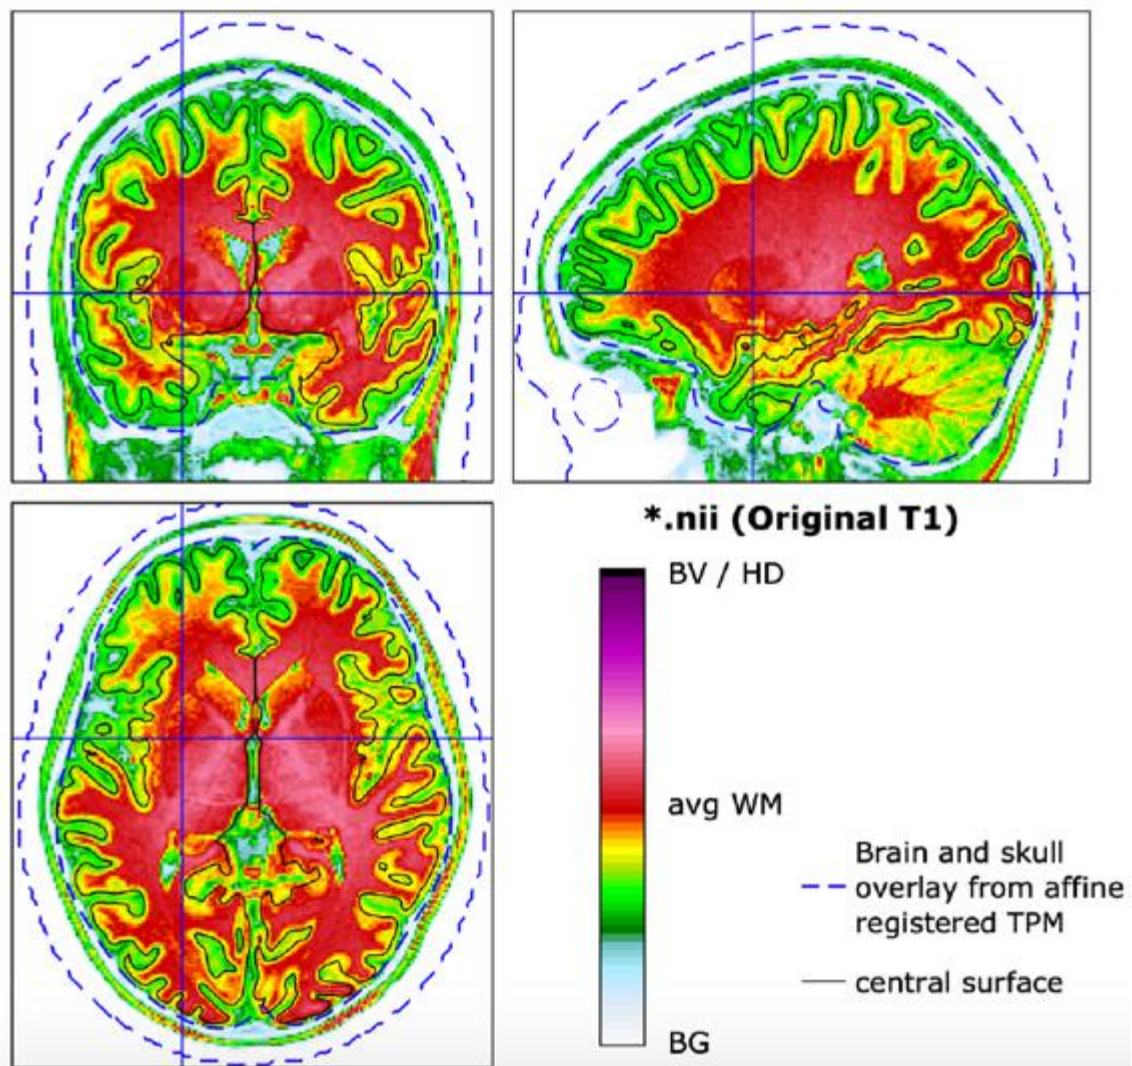 *.nii (Original T1)
BV / HD
avg WM
BG
Brain and skull
overlay from affine
registered TPM
central surface